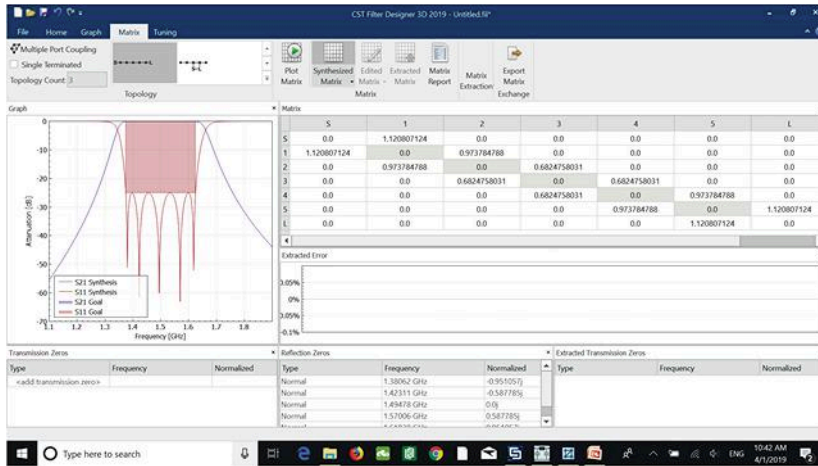 CST Filter Designer 3D 2019 - Untitled.fil*
File Home Graph Matrix Tuning
Multiple Port Coupling
Single Terminated
Topology Count: 3
S L
S-L
Topology
Plot Matrix
Synthesized Matrix
Edited Matrix
Extracted Matrix
Matrix Report
Matrix
Matrix Extraction
Export Matrix
Exchange
Graph
0
-10
-20
-30
-40
-50
-60
-70
Attenuation [dB]
S21 Synthesis
S11 Synthesis
S21 Goal
S11 Goal
1.1 1.2 1.3 1.4 1.5 1.6 1.7 1.8
Frequency [GHz]
Matrix
S 1 2 3 4 5 L
S 0.0 1.120807124 0.0 0.0 0.0 0.0 0.0
1 1.120807124 0.0 0.973784788 0.0 0.0 0.0 0.0
2 0.0 0.973784788 0.0 0.6824758031 0.0 0.0 0.0
3 0.0 0.0 0.6824758031 0.0 0.6824758031 0.0 0.0
4 0.0 0.0 0.0 0.6824758031 0.0 0.973784788 0.0
5 0.0 0.0 0.0 0.0 0.973784788 0.0 1.120807124
L 0.0 0.0 0.0 0.0 0.0 1.120807124 0.0
Extracted Error
0.05%
0%
0.05%
-0.1%
Transmission Zeros
Type Frequency Normalized
<add transmission zero>
Reflection Zeros
Type Frequency Normalized
Normal 1.38062 GHz -0.951057j
Normal 1.42311 GHz -0.587785j
Normal 1.49478 GHz 0.0j
Normal 1.57006 GHz 0.587785j
Extracted Transmission Zeros
Type Frequency Normalized
Type here to search
ENG
10:42 AM
4/1/2019